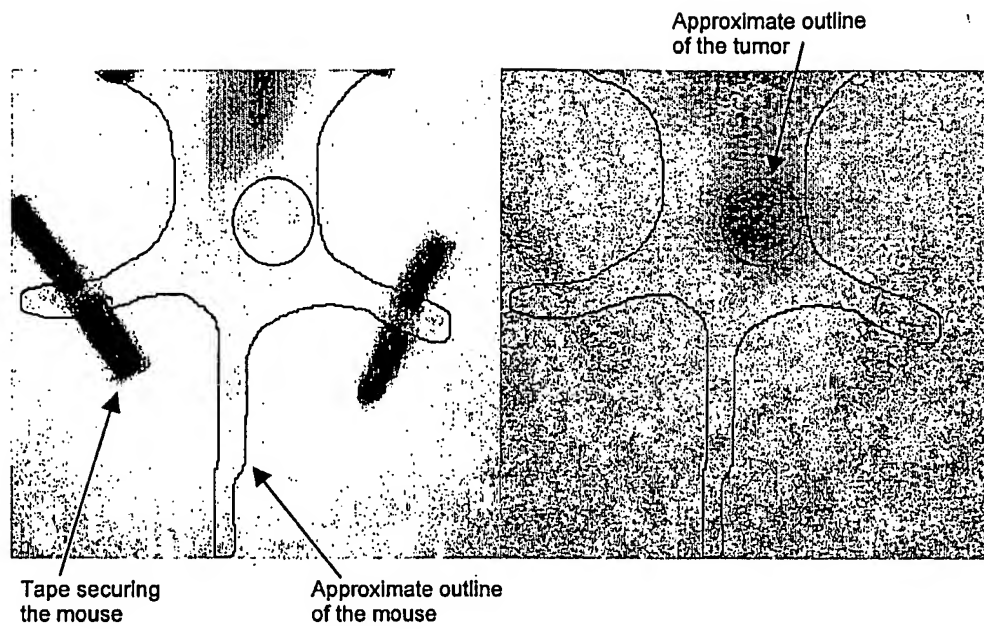 Approximate outline
of the tumor
Tape securing
the mouse
Approximate outline
of the mouse